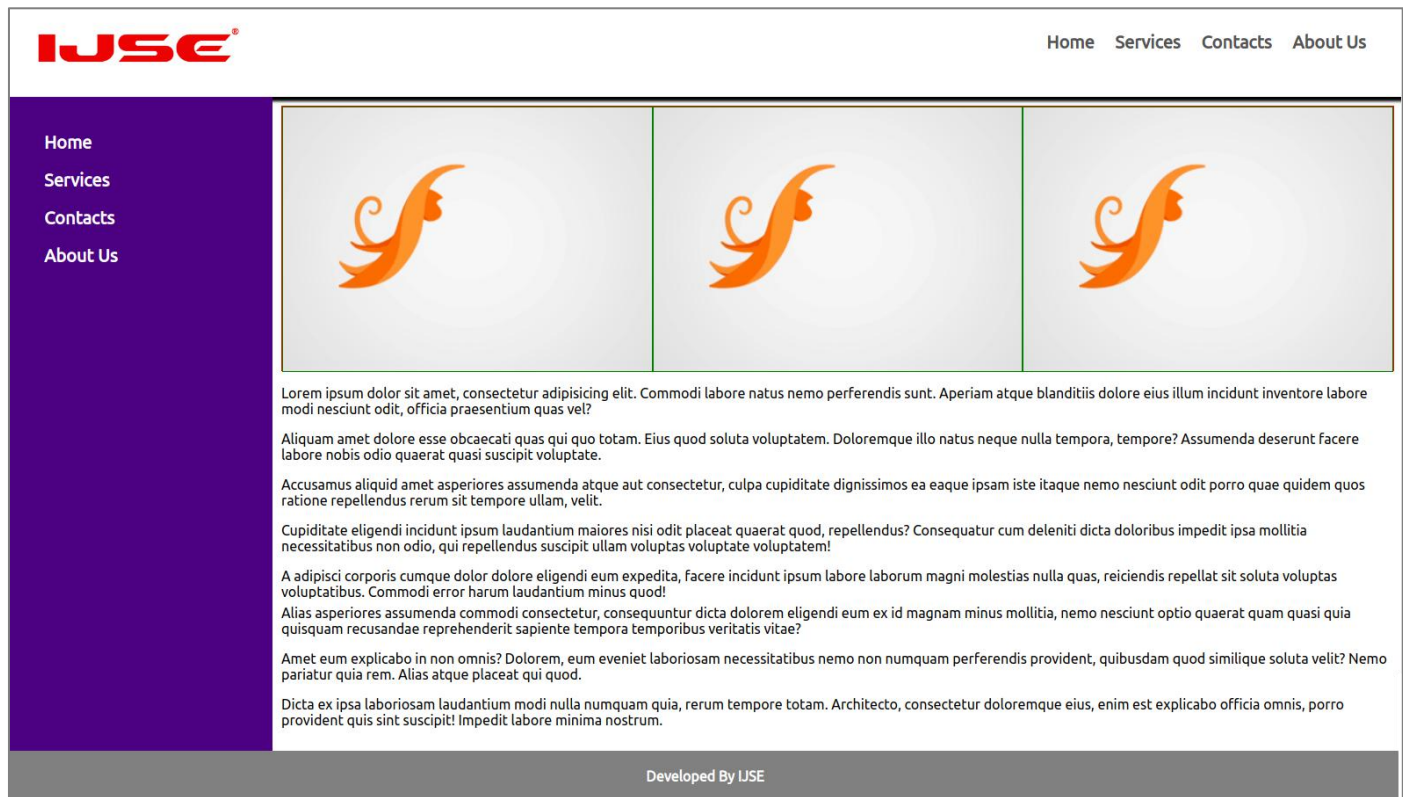 IJSE®
Home Services Contacts About Us
Home
Services
Contacts
About Us
Lorem ipsum dolor sit amet, consectetur adipisicing elit. Commodi labore natus nemo perferendis sunt. Aperiam atque blanditiis dolore eius illum incidunt inventore labore
modi nesciunt odit, officia praesentium quas vel?
Aliquam amet dolore esse obcaecati quas qui quo totam. Eius quod soluta voluptatem. Doloremque illo natus neque nulla tempora, tempore? Assumenda deserunt facere
labore nobis odio quaerat quasi suscipit voluptate.
Accusamus aliquid amet asperiores assumenda atque aut consectetur, culpa cupiditate dignissimos ea eaque ipsam iste itaque nemo nesciunt odit porro quae quidem quos
ratione repellendus rerum sit tempore ullam, velit.
Cupiditate eligendi incidunt ipsum laudantium maiores nisi odit placeat quaerat quod, repellendus? Consequatur cum deleniti dicta doloribus impedit ipsa mollitia
necessitatibus non odio, qui repellendus suscipit ullam voluptas voluptate voluptatem!
A adipisci corporis cumque dolor dolore eligendi eum expedita, facere incidunt ipsum labore laborum magni molestias nulla quas, reiciendis repellat sit soluta voluptas
voluptatibus. Commodi error harum laudantium minus quod!
Alias asperiores assumenda commodi consectetur, consequuntur dicta dolorem eligendi eum ex id magnam minus mollitia, nemo nesciunt optio quaerat quam quasi quia
quisquam recusandae reprehenderit sapiente tempora temporibus veritatis vitae?
Amet eum explicabo in non omnis? Dolorem, eum eveniet laboriosam necessitatibus nemo non numquam perferendis provident, quibusdam quod similique soluta velit? Nemo
pariatur quia rem. Alias atque placeat qui quod.
Dicta ex ipsa laboriosam laudantium modi nulla numquam quia, rerum tempore totam. Architecto, consectetur doloremque eius, enim est explicabo officia omnis, porro
provident quis sint suscipit! Impedit labore minima nostrum.
Developed By IJSE